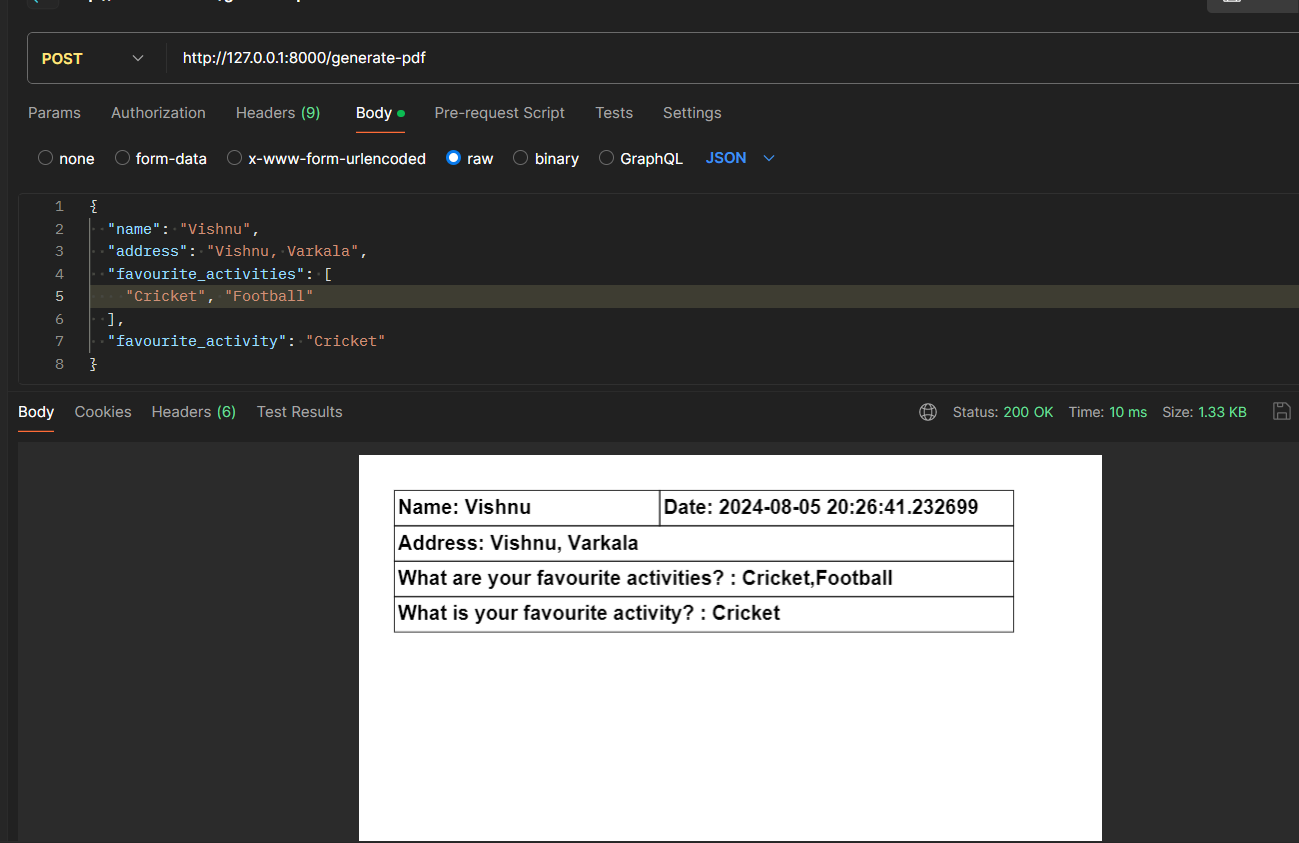 POST http://127.0.0.1:8000/generate-pdf
Params Authorization Headers (9) Body Pre-request Script Tests Settings
none form-data x-www-form-urlencoded raw binary GraphQL JSON
1 {
2 "name": "Vishnu",
3 "address": "Vishnu, Varkala",
4 "favourite_activities": [
5 "Cricket", "Football"
6 ],
7 "favourite_activity": "Cricket"
8 }
Body Cookies Headers (6) Test Results Status: 200 OK Time: 10 ms Size: 1.33 KB
Name: Vishnu Date: 2024-08-05 20:26:41.232699
Address: Vishnu, Varkala
What are your favourite activities? : Cricket,Football
What is your favourite activity? : Cricket